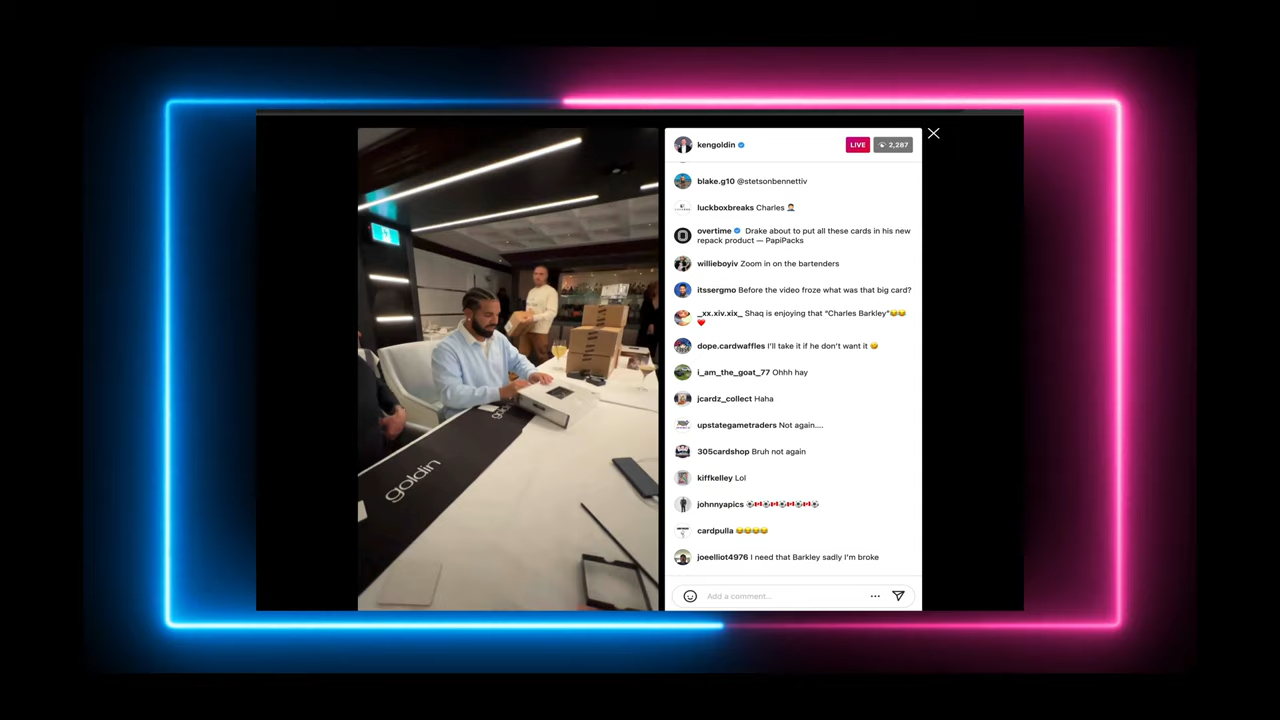 kengoldin
LIVE
2,287
blake.g10 @stetsonbennettiv
luckboxbreaks Charles 🤦🏻‍♂️
overtime Drake about to put all these cards in his new
repack product — PapiPacks
willieboyiv Zoom in on the bartenders
itssergmo Before the video froze what was that big card?
_xx.xiv.xix_ Shaq is enjoying that “Charles Barkley”😂😂
❤️
dope.cardwaffles I’ll take it if he don’t want it 🤣
i_am_the_goat_77 Ohhh hay
jcardz_collect Haha
upstategametraders Not again....
305cardshop Bruh not again
kiffkelley Lol
johnnyapics ⚽🇨🇦⚽🇨🇦⚽🇨🇦⚽🇨🇦⚽
cardpulla 😂😂😂😂
joeelliot4976 I need that Barkley sadly I’m broke
Add a comment...
goldin